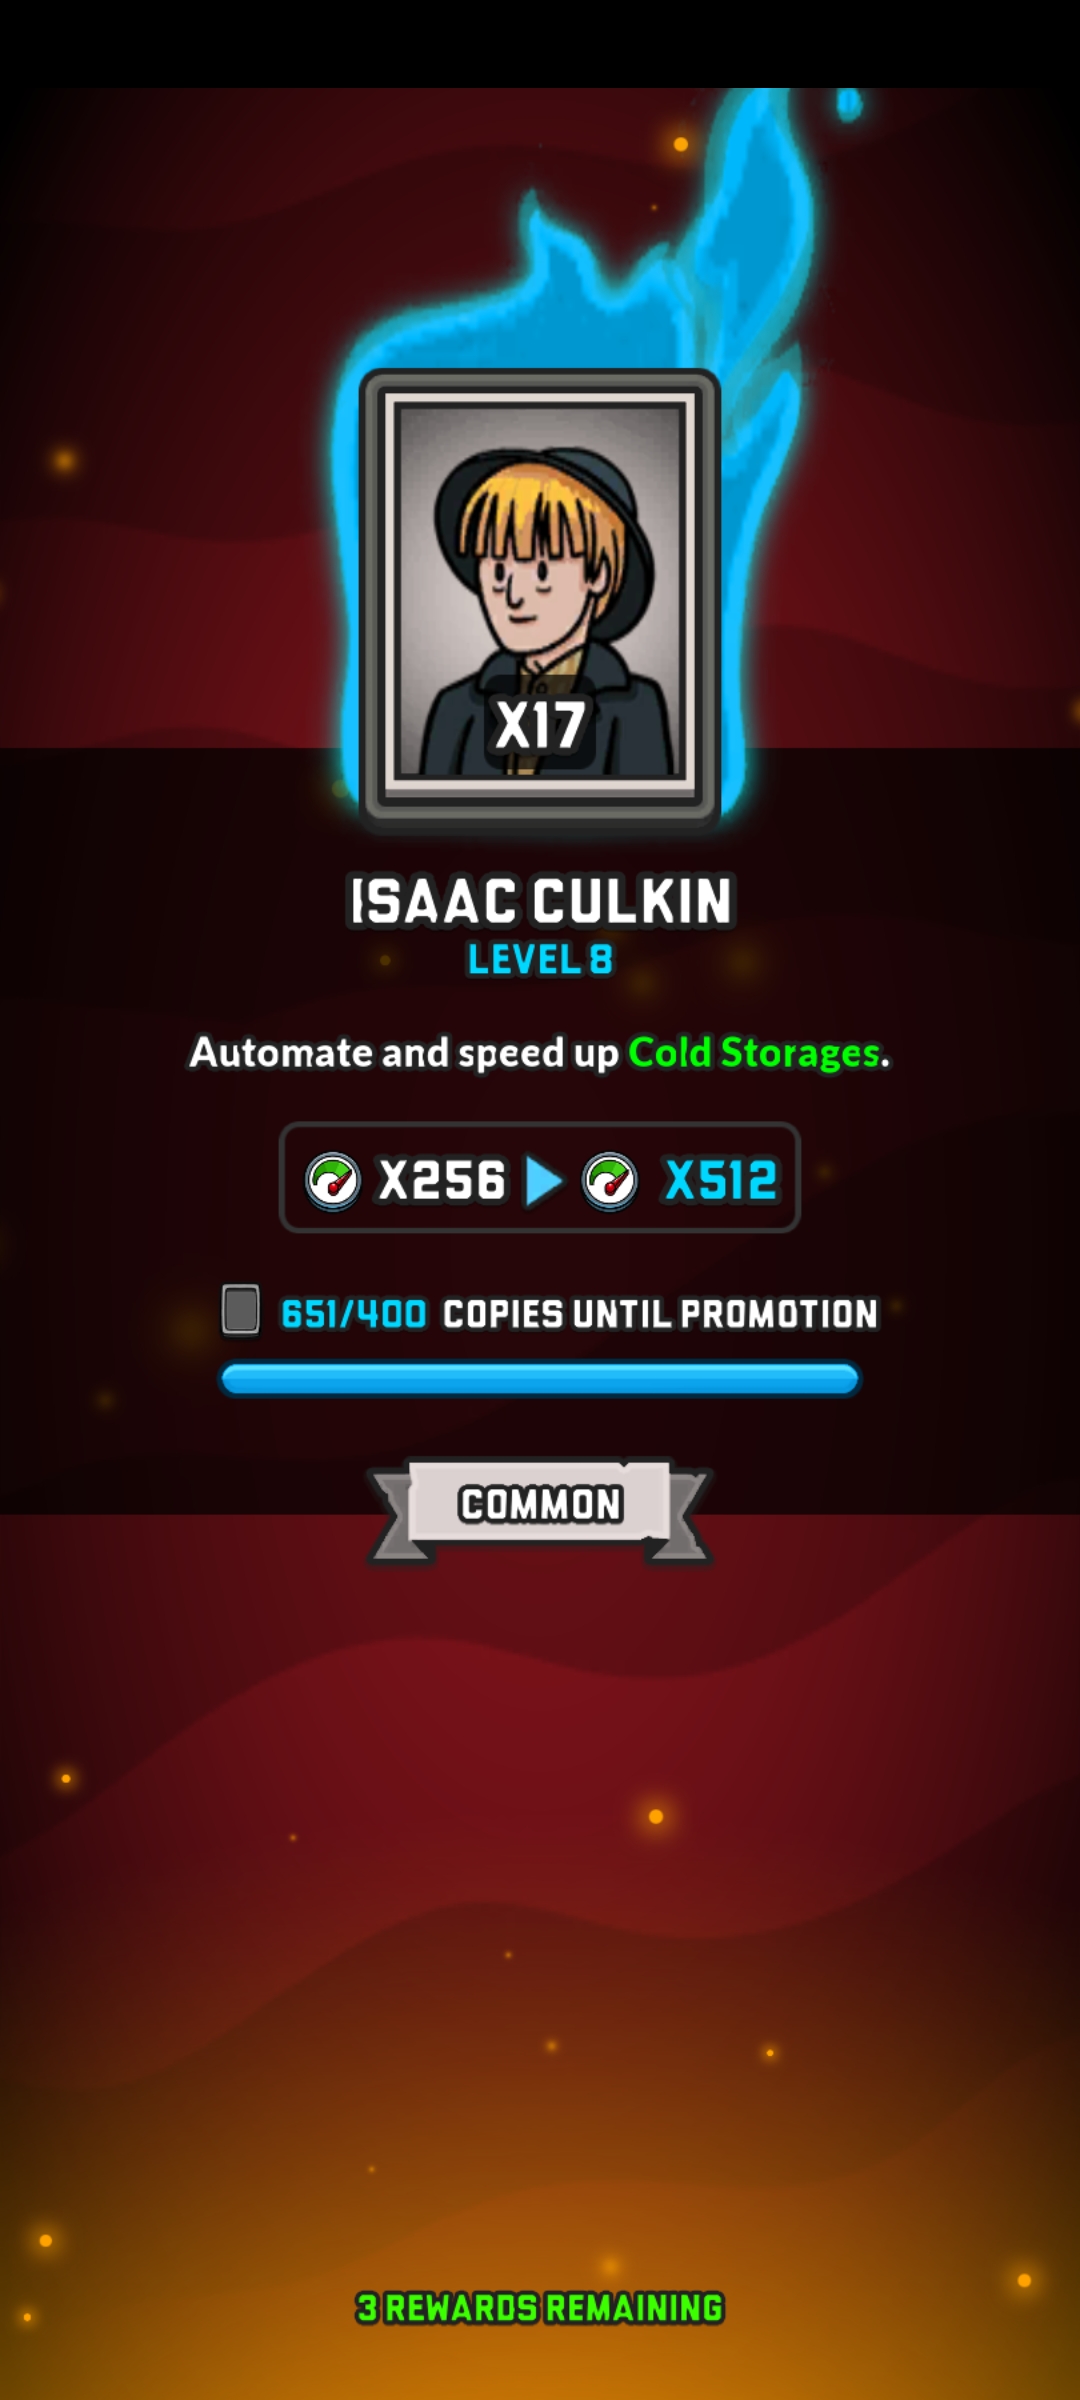 X17
ISAAC CULKIN
LEVEL 8
Automate and speed up Cold Storages.
X256 X512
651/400 COPIES UNTIL PROMOTION
COMMON
3 REWARDS REMAINING